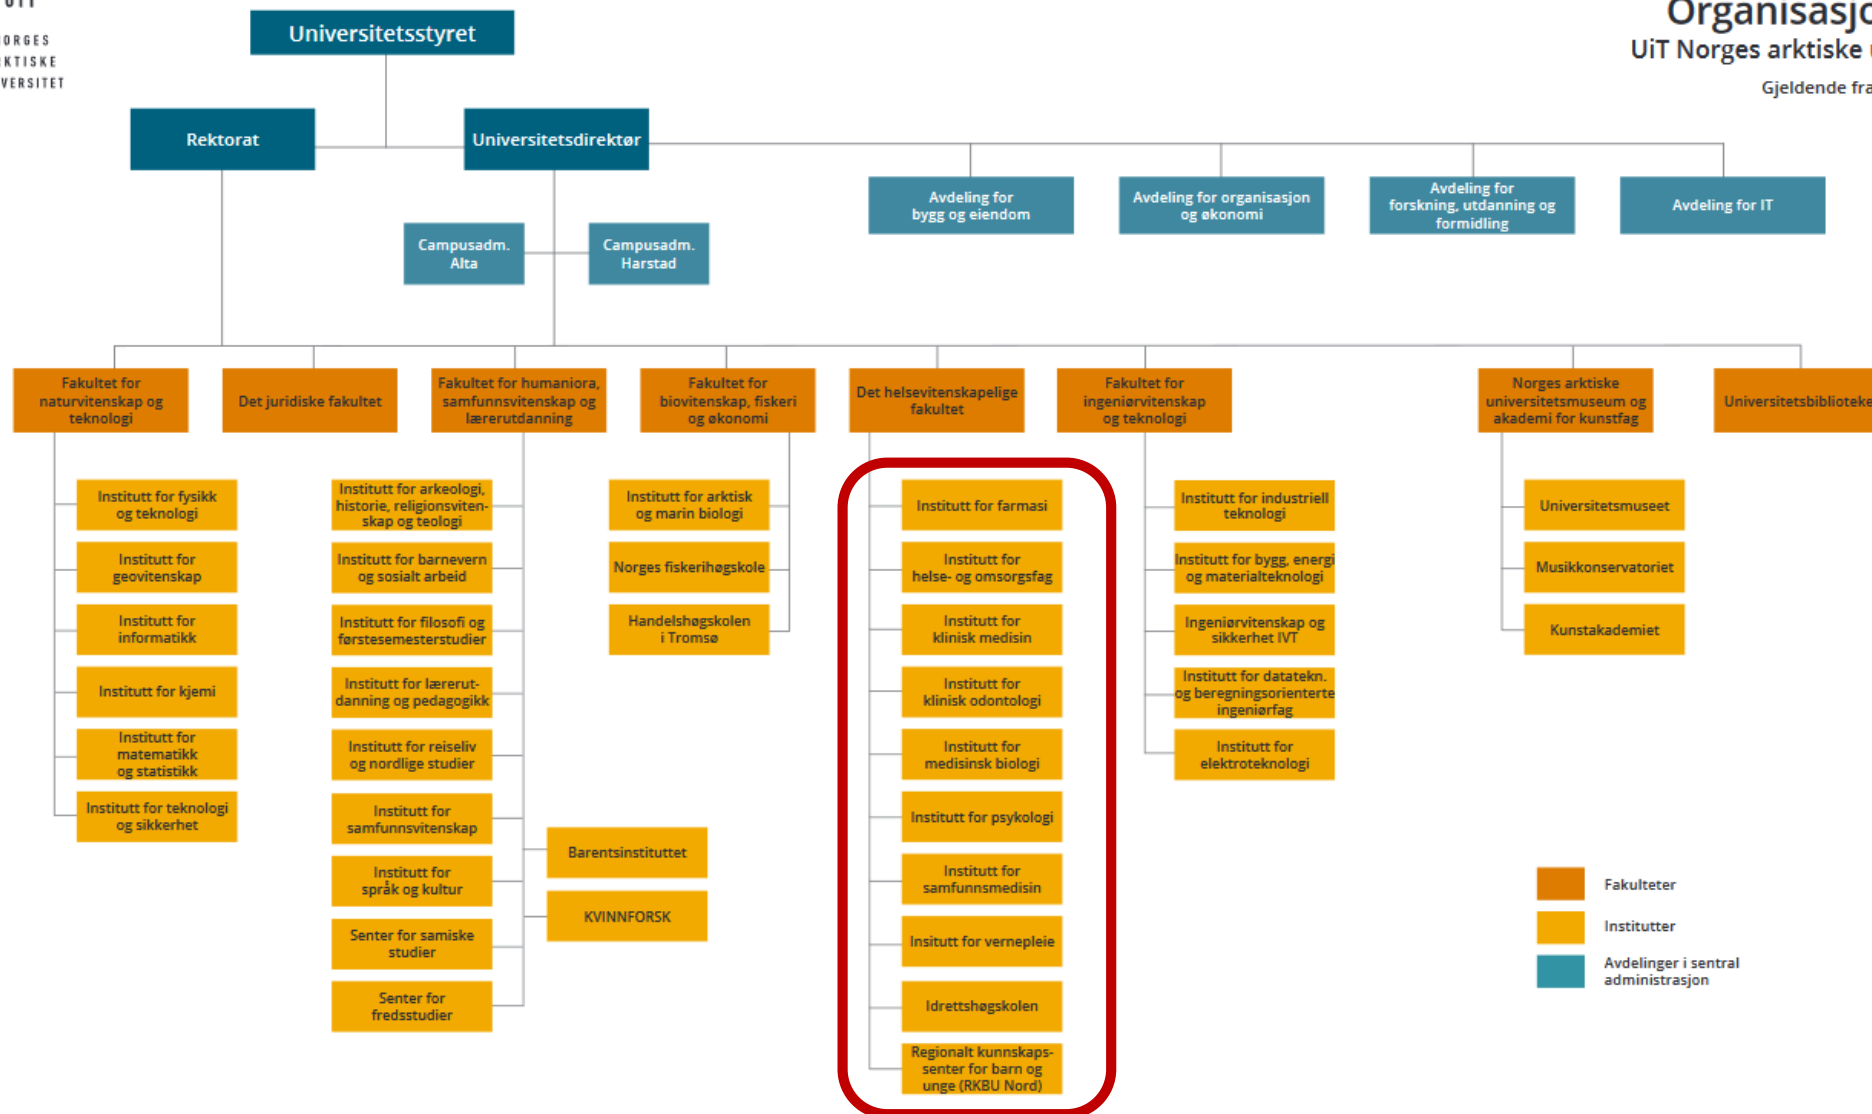 UiT
NORGES
ARKTISKE
UNIVERSITET
Organisasjo
UiT Norges arktiske u
Gjeldende fra
Universitetsstyret
Rektorat
Universitetsdirektør
Avdeling for
bygg og eiendom
Avdeling for organisasjon
og økonomi
Avdeling for
forskning, utdanning og
formidling
Avdeling for IT
Campusadm.
Alta
Campusadm.
Harstad
Fakultet for
naturvitenskap og
teknologi
Det juridiske fakultet
Fakultet for humaniora,
samfunnsvitenskap og
lærerutdanning
Fakultet for
biovitenskap, fiskeri
og økonomi
Det helsevitenskapelige
fakultet
Fakultet for
ingeniørvitenskap
og teknologi
Norges arktiske
universitetsmuseum og
akademi for kunstfag
Universitetsbiblioteke
Institutt for fysikk
og teknologi
Institutt for
geovitenskap
Institutt for
informatikk
Institutt for kjemi
Institutt for
matematikk
og statistikk
Institutt for teknologi
og sikkerhet
Institutt for arkeologi,
historie, religionsviten-
skap og teologi
Institutt for barnevern
og sosialt arbeid
Institutt for filosofi og
førstesemesterstudier
Institutt for lærerut-
danning og pedagogikk
Institutt for reiseliv
og nordlige studier
Institutt for
samfunnsvitenskap
Institutt for
språk og kultur
Senter for samiske
studier
Senter for
fredsstudier
Barentsinstituttet
KVINNFORSK
Institutt for arktisk
og marin biologi
Norges fiskerihøgskole
Handelshøgskolen
i Tromsø
Institutt for farmasi
Institutt for
helse- og omsorgsfag
Institutt for
klinisk medisin
Institutt for
klinisk odontologi
Institutt for
medisinsk biologi
Institutt for psykologi
Institutt for
samfunnsmedisin
Insitutt for vernepleie
Idrettshøgskolen
Regionalt kunnskaps-
senter for barn og
unge (RKBU Nord)
Institutt for industriell
teknologi
Institutt for bygg, energi
og materialteknologi
Ingeniørvitenskap og
sikkerhet IVT
Institutt for datatekn.
og beregningsorienterte
ingeniørfag
Institutt for
elektroteknologi
Universitetsmuseet
Musikkonservatoriet
Kunstakademiet
Fakulteter
Institutter
Avdelinger i sentral
administrasjon